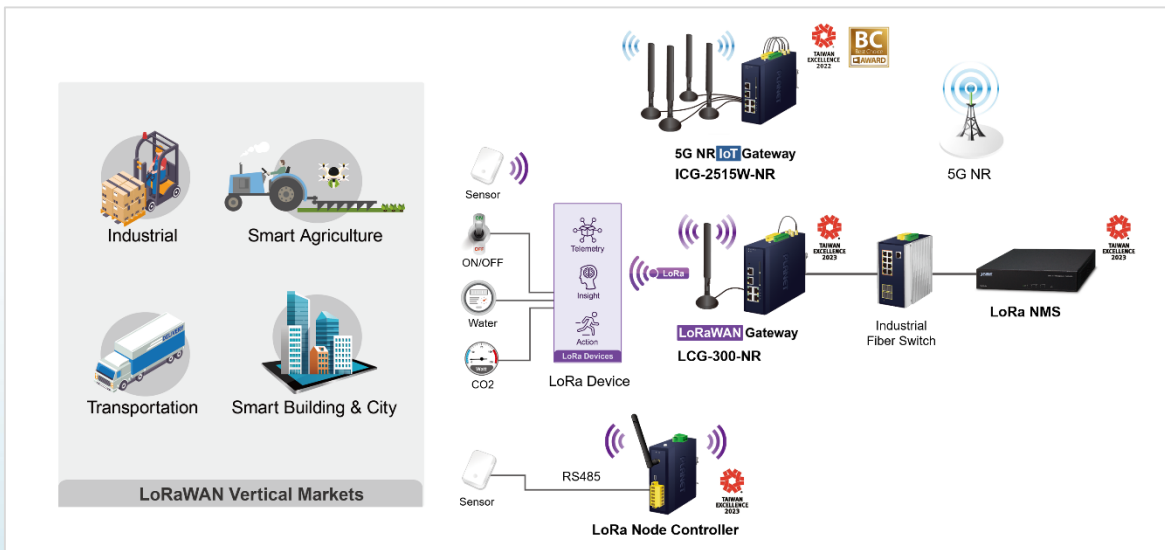 Industrial
Smart Agriculture
Transportation
Smart Building & City
LoRaWAN Vertical Markets
Sensor
ON/OFF
OFF
Water
CO2
Telemetry
Insight
Action
LoRa Devices
LoRa Device
LoRa
5G NR IoT Gateway
ICG-2515W-NR
TAIWAN
EXCELLENCE
2022
BC
AWARD
5G NR
LoRaWAN Gateway
LCG-300-NR
TAIWAN
EXCELLENCE
2023
Industrial
Fiber Switch
LoRa NMS
TAIWAN
EXCELLENCE
2023
Sensor
RS485
LoRa Node Controller
TAIWAN
EXCELLENCE
2023